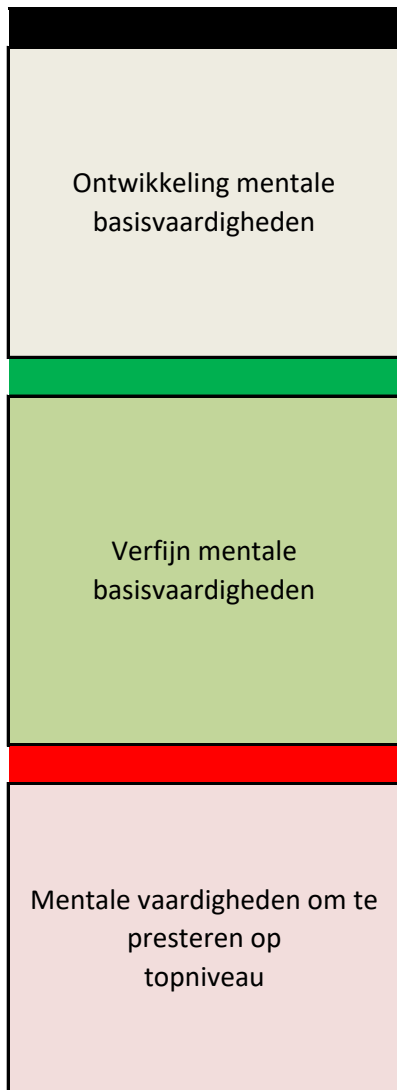 Ontwikkeling mentale
basisvaardigheden
Verfijn mentale
basisvaardigheden
Mentale vaardigheden om te
presteren op
topniveau